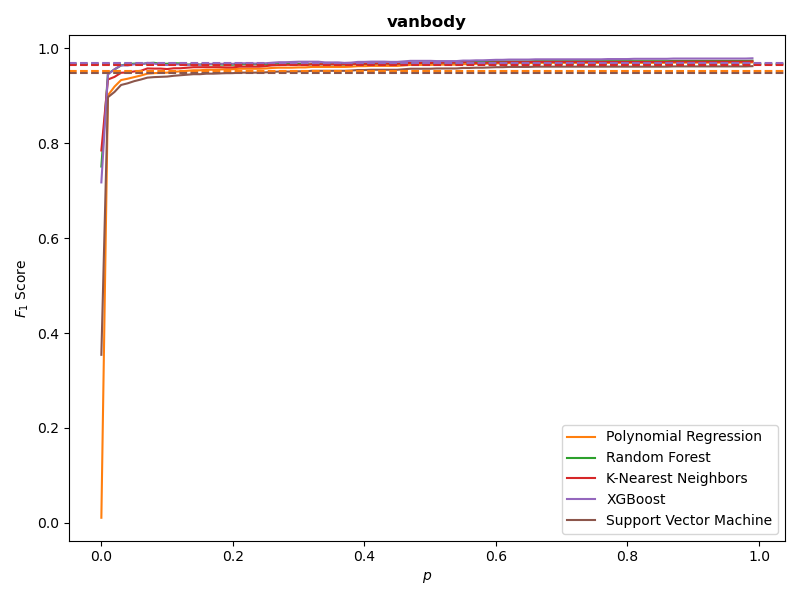 vanbody
1.0
0.8
0.6
0.4
0.2
0.0
F1 Score
0.0 0.2 0.4 0.6 0.8 1.0
p
Polynomial Regression
Random Forest
K-Nearest Neighbors
XGBoost
Support Vector Machine